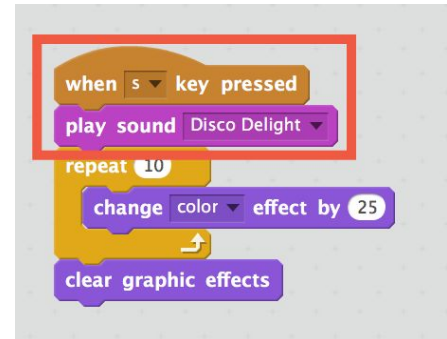 when s key pressed
play sound Disco Delight
repeat 10
change color effect by 25
clear graphic effects